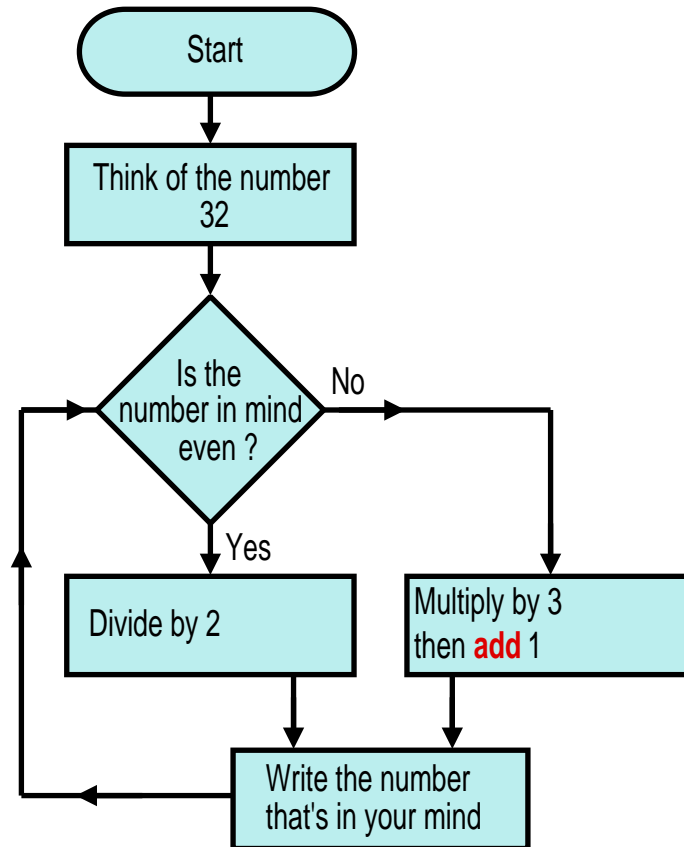 Start
Think of the number
32
Is the
number in mind
even ?
No
Yes
Divide by 2
Multiply by 3
then add 1
Write the number
that's in your mind